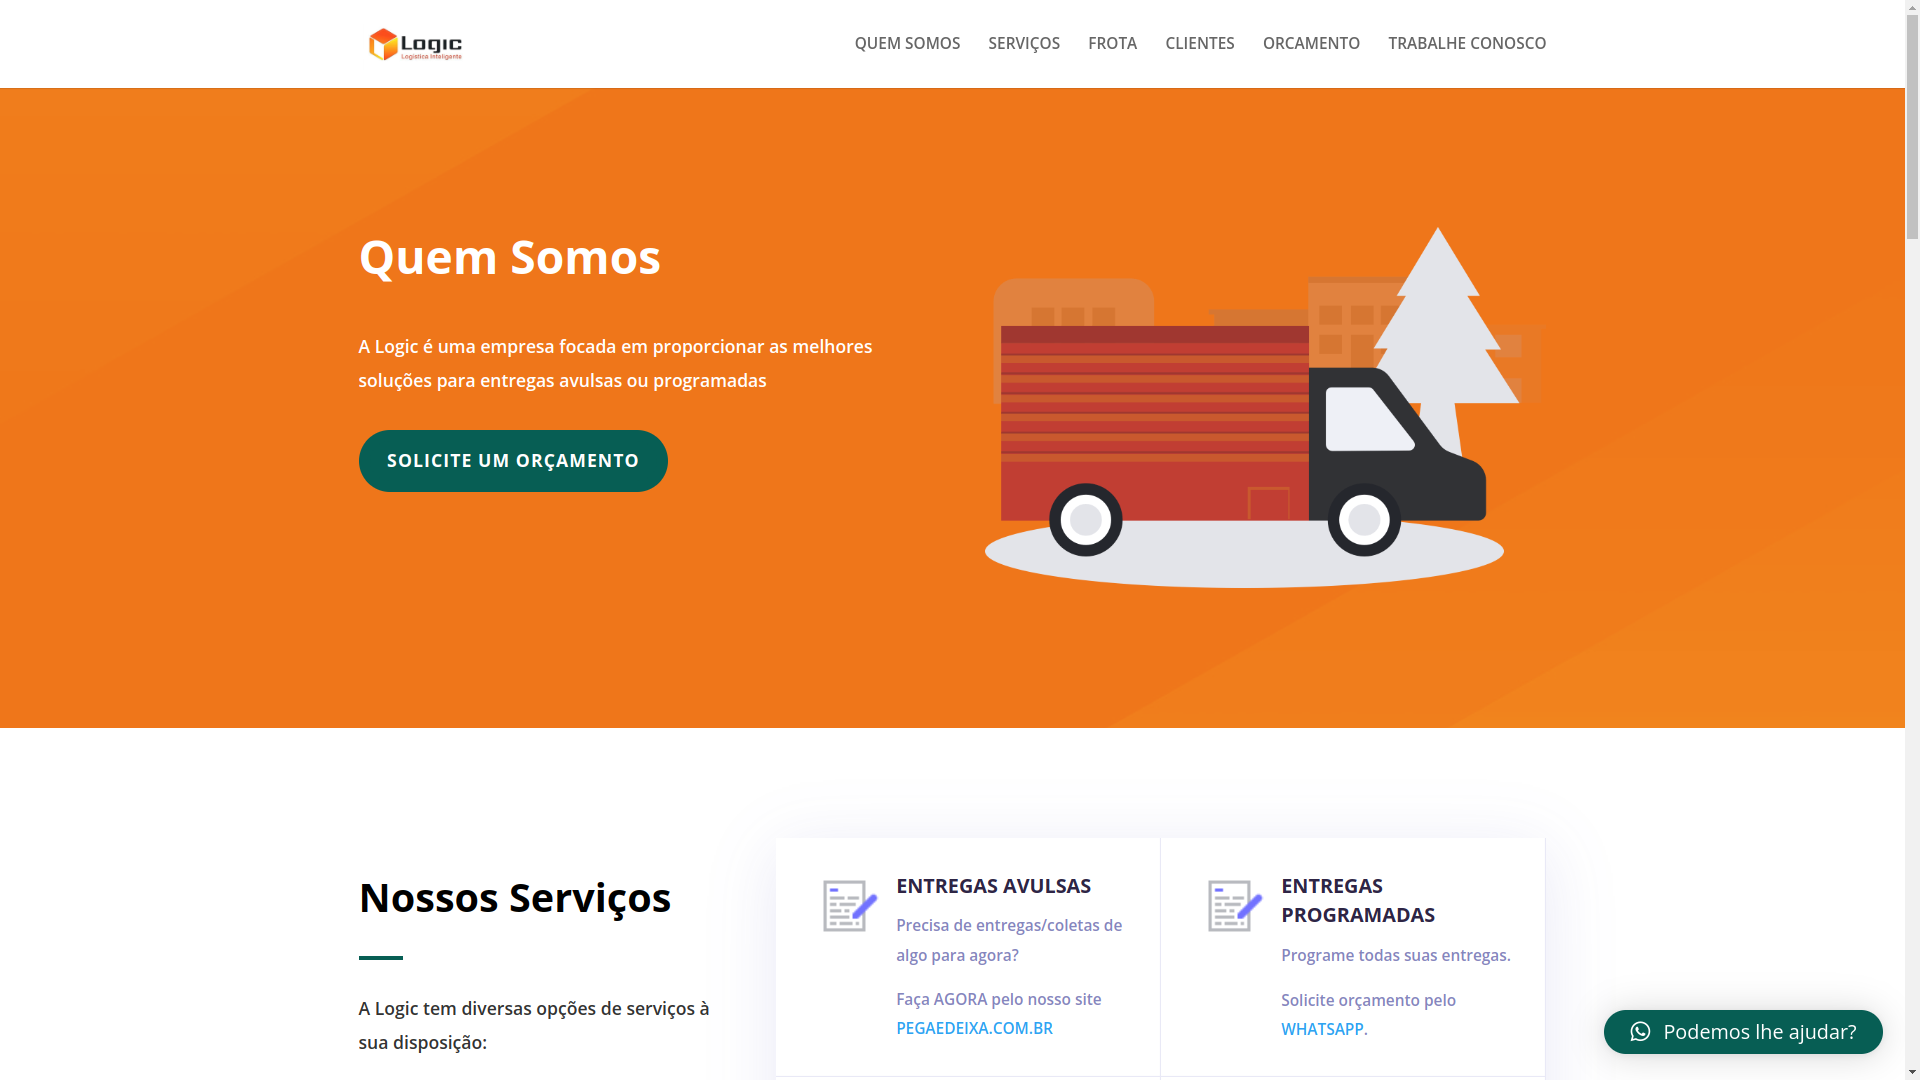 Logic
Logística Inteligente
QUEM SOMOS
SERVIÇOS
FROTA
CLIENTES
ORCAMENTO
TRABALHE CONOSCO
Quem Somos
A Logic é uma empresa focada em proporcionar as melhores
soluções para entregas avulsas ou programadas
SOLICITE UM ORÇAMENTO
Nossos Serviços
A Logic tem diversas opções de serviços à
sua disposição:
ENTREGAS AVULSAS
Precisa de entregas/coletas de
algo para agora?
Faça AGORA pelo nosso site
PEGAEDEIXA.COM.BR
ENTREGAS
PROGRAMADAS
Programe todas suas entregas.
Solicite orçamento pelo
WHATSAPP.
Podemos lhe ajudar?